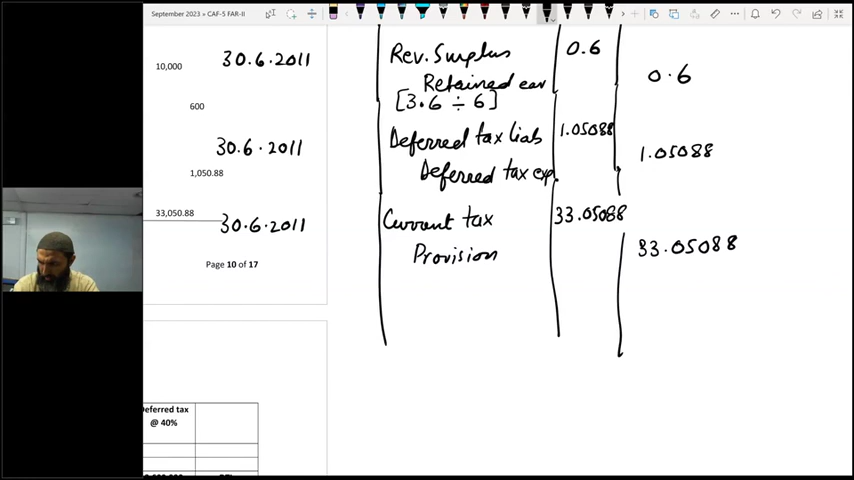 September 2023 » CAF-5 FAR-II
10,000
30.6.2011
600
30.6.2011
1,050.88
33,050.88
30.6.2011
Page 10 of 17
Deferred tax
@ 40%
Rev. Surplus 0.6
Retained ear 0.6
[3.6 ÷ 6]
Deferred tax liab 1.05088
Deferred tax exp. 1.05088
Current tax 33.05088
Provision 33.05088